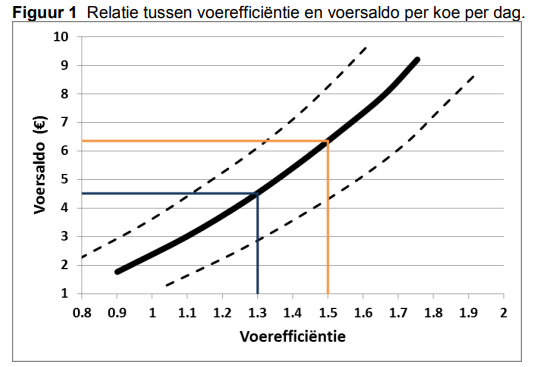 Figuur 1 Relatie tussen voerefficiëntie en voersaldo per koe per dag.
10
9
8
7
6
5
4
3
2
1
Voersaldo (€)
0.8 0.9 1 1.1 1.2 1.3 1.4 1.5 1.6 1.7 1.8 1.9 2
Voerefficiëntie